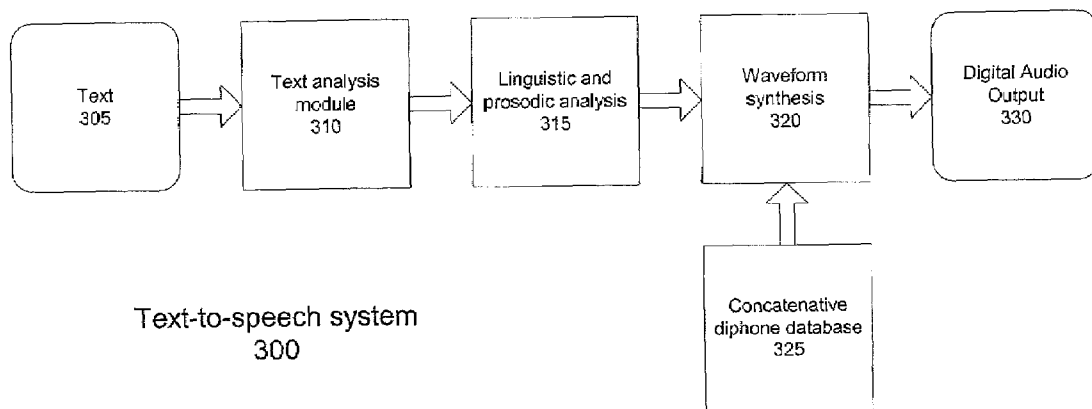 Text
305
Text analysis
module
310
Linguistic and
prosodic analysis
315
Waveform
synthesis
320
Digital Audio
Output
330
Concatenative
diphone database
325
Text-to-speech system
300